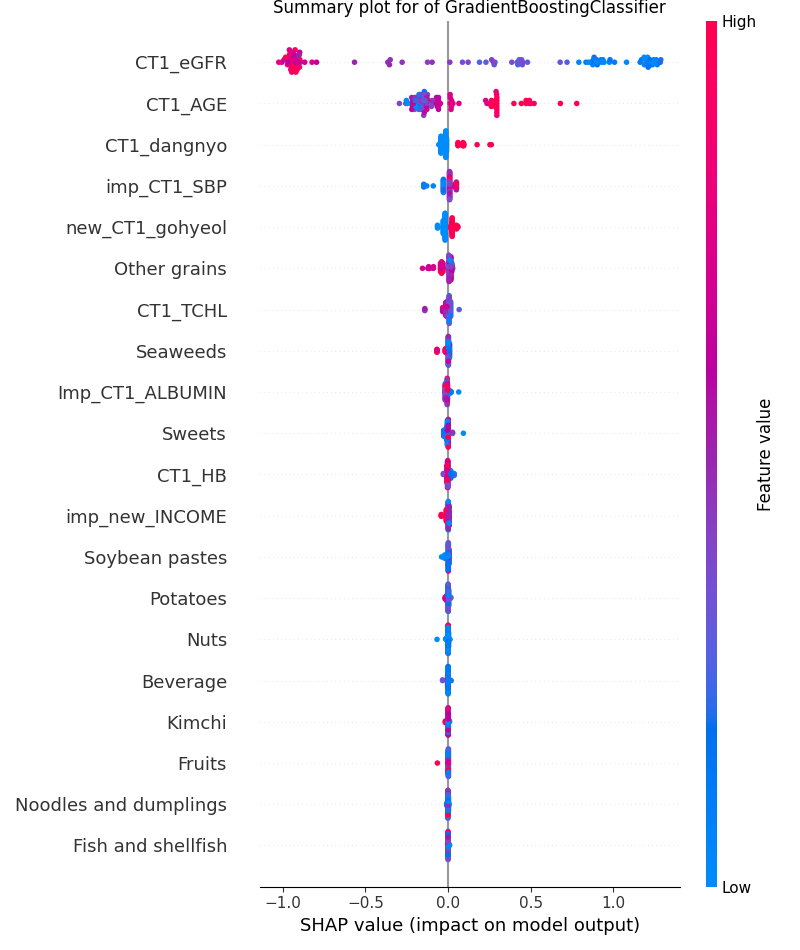 Summary plot for of GradientBoostingClassifier
High
CT1_eGFR
CT1_AGE
CT1_dangnyo
imp_CT1_SBP
new_CT1_gohyeol
Other grains
CT1_TCHL
Seaweeds
Imp_CT1_ALBUMIN
Sweets
CT1_HB
imp_new_INCOME
Soybean pastes
Potatoes
Nuts
Beverage
Kimchi
Fruits
Noodles and dumplings
Fish and shellfish
Feature value
Low
−1.0 −0.5 0.0 0.5 1.0
SHAP value (impact on model output)